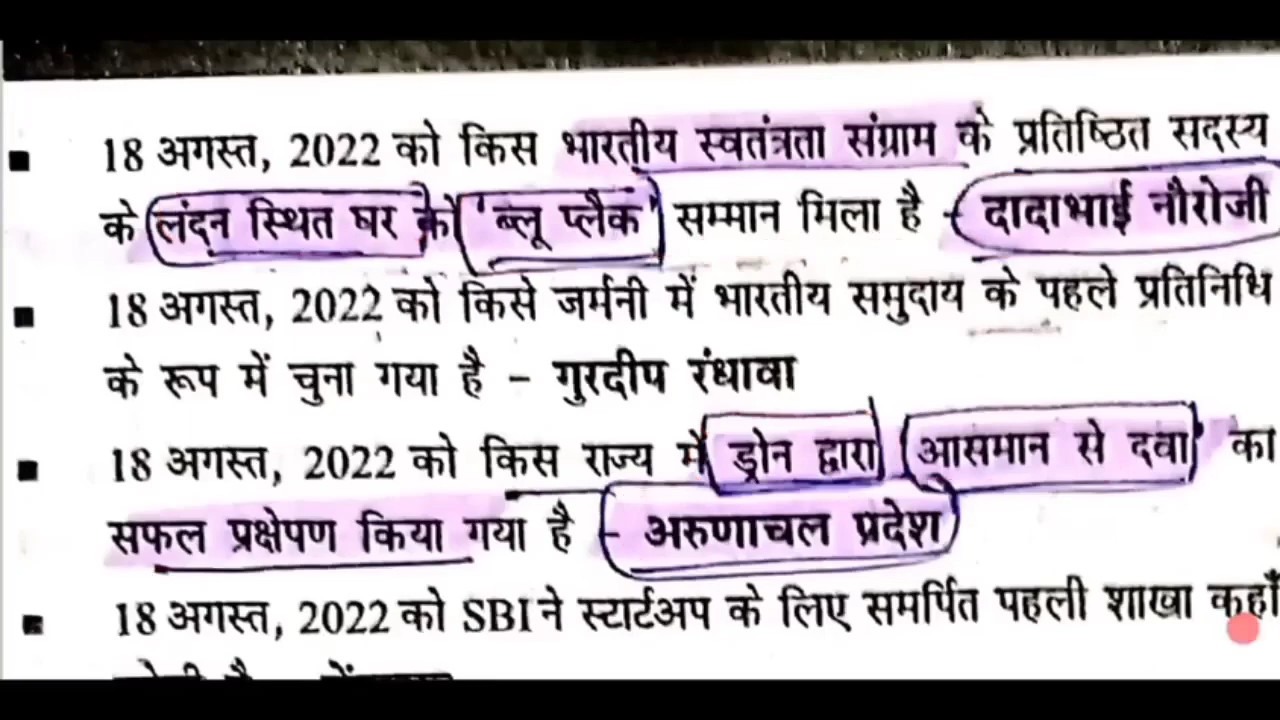 ▪ 18 अगस्त, 2022 को किस भारतीय स्वतंत्रता संग्राम के प्रतिष्ठित सदस्य
के लंदन स्थित घर को 'ब्लू प्लैक' सम्मान मिला है - दादाभाई नौरोजी
▪ 18 अगस्त, 2022 को किसे जर्मनी में भारतीय समुदाय के पहले प्रतिनिधि
के रूप में चुना गया है – गुरदीप रंधावा
▪ 18 अगस्त, 2022 को किस राज्य में ड्रोन द्वारा 'आसमान से दवा' का
सफल प्रक्षेपण किया गया है - अरुणाचल प्रदेश
▪ 18 अगस्त, 2022 को SBI ने स्टार्टअप के लिए समर्पित पहली शाखा कहाँ